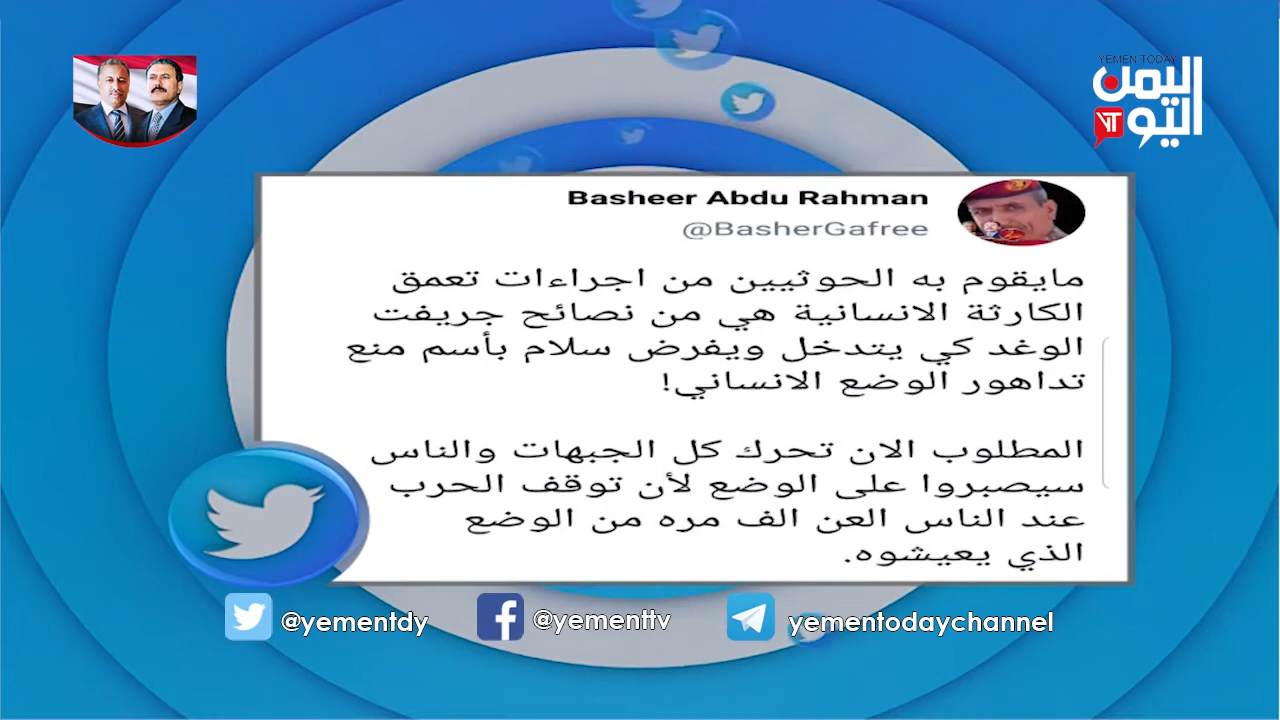 YEMEN TODAY
اليمن
اليوم
YT
Basheer Abdu Rahman
@BasherGafree
مايقوم به الحوثيين من اجراءات تعمق
الكارثة الانسانية هي من نصائح جريفت
الوغد كي يتدخل ويفرض سلام بأسم منع
تداهور الوضع الانساني!
المطلوب الان تحرك كل الجبهات والناس
سيصبروا على الوضع لأن توقف الحرب
عند الناس العن الف مره من الوضع
الذي يعيشوه.
@yementdy
@yementtv
yementodaychannel